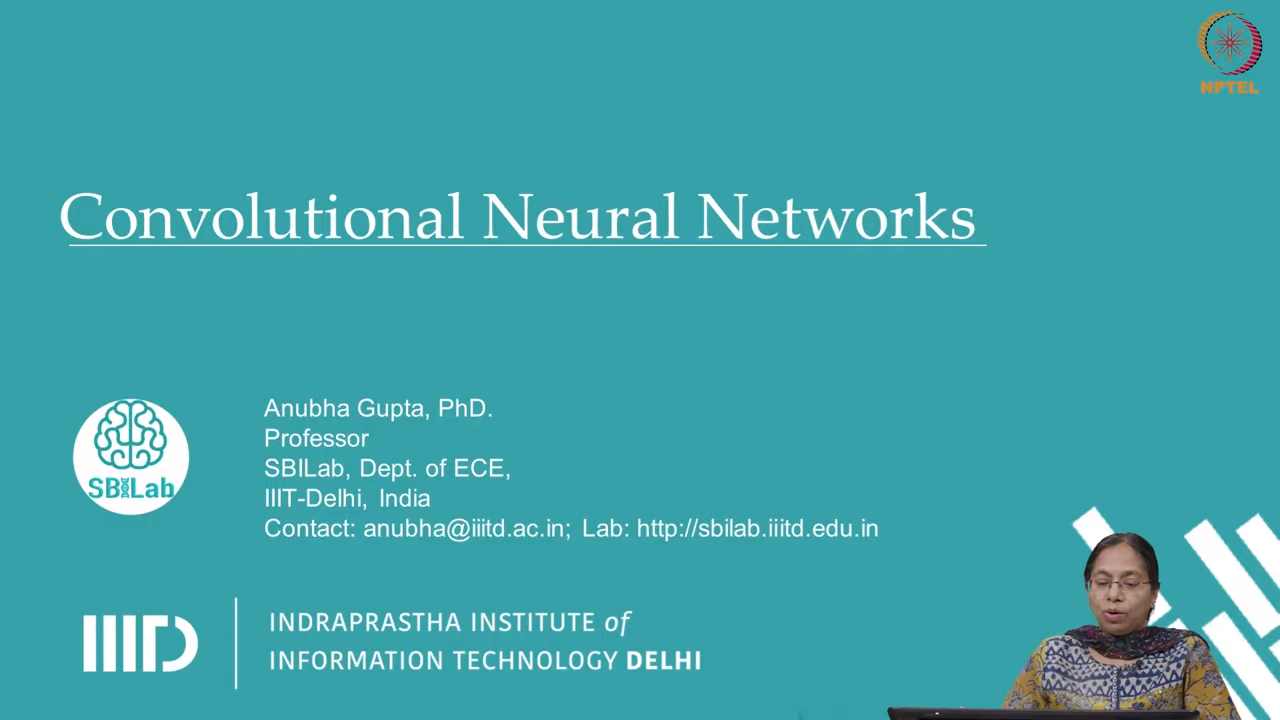 NPTEL
Convolutional Neural Networks
Anubha Gupta, PhD.
Professor
SBILab, Dept. of ECE,
IIIT-Delhi, India
Contact: anubha@iiitd.ac.in; Lab: http://sbilab.iiitd.edu.in
SBILab
IIITD
INDRAPRASTHA INSTITUTE of
INFORMATION TECHNOLOGY DELHI